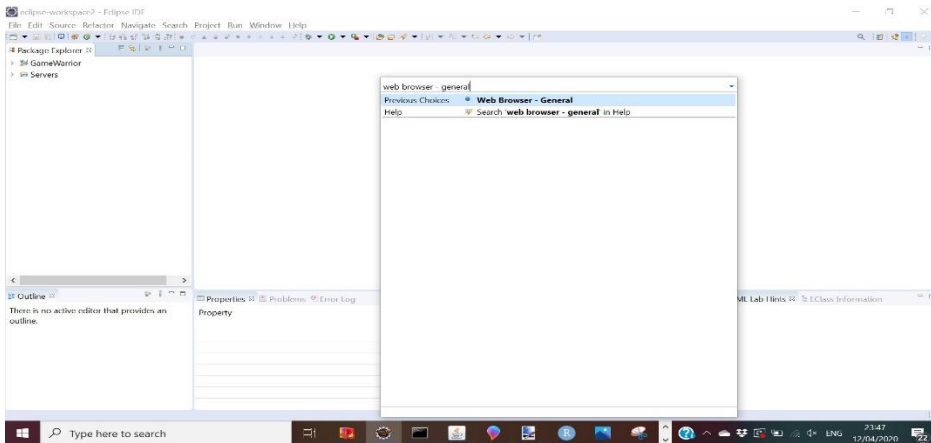 eclipse-workspace2 - Eclipse IDE
File Edit Source Refactor Navigate Search Project Run Window Help
Package Explorer
GameWarrior
Servers
web browser - general
Previous Choices Web Browser - General
Help Search 'web browser - general' in Help
Outline
There is no active editor that provides an
outline.
Properties Problems Error Log
Property
ML Lab Hints EClass Information
Type here to search
ENG
23:47
12/04/2020
22